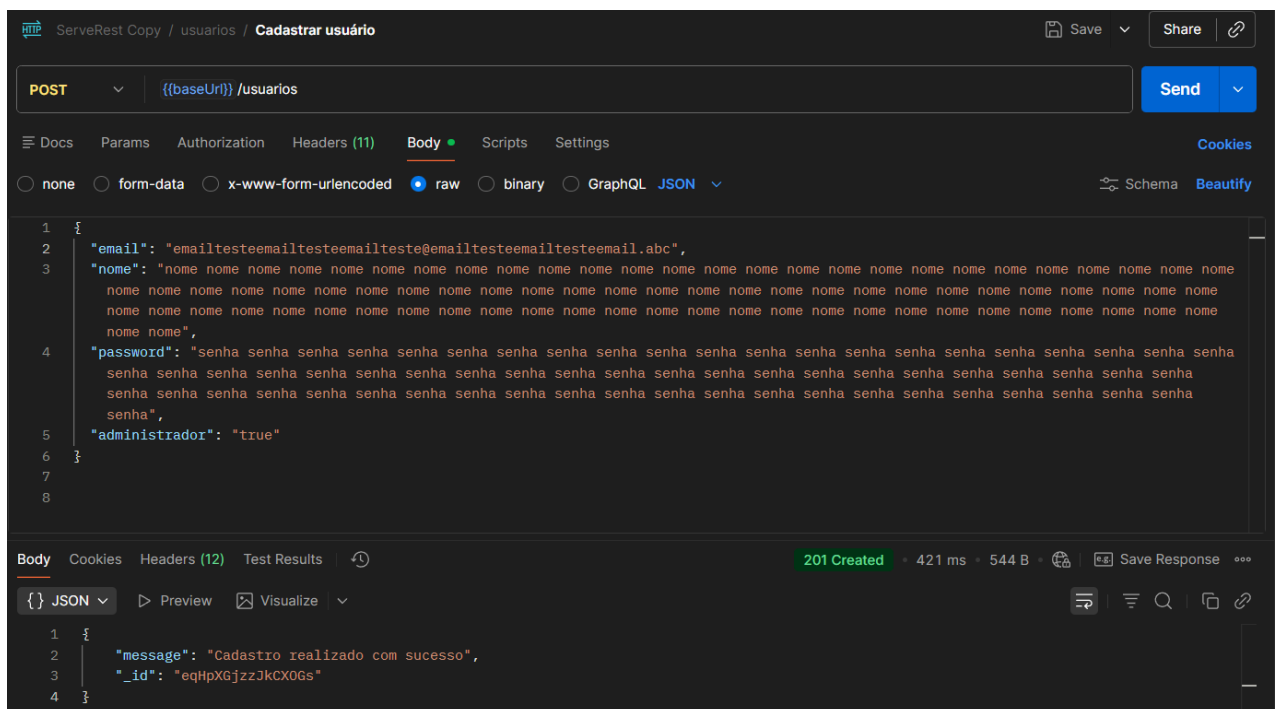 HTTP ServeRest Copy / usuarios / Cadastrar usuário Save Share
POST {{baseUrl}} /usuarios Send
Docs Params Authorization Headers (11) Body Scripts Settings Cookies
none form-data x-www-form-urlencoded raw binary GraphQL JSON Schema Beautify
1 {
2 "email": "emailtesteemailtesteemailteste@emailtesteemailtesteemail.abc",
3 "nome": "nome nome nome nome nome nome nome nome nome nome nome nome nome nome nome nome nome nome nome nome nome nome nome nome nome nome
nome nome nome nome nome nome nome nome nome nome nome nome nome nome nome nome nome nome nome nome nome nome nome nome nome nome nome
nome nome nome nome nome nome nome nome nome nome nome nome nome nome nome nome nome nome nome nome nome nome nome nome nome nome nome
nome nome",
4 "password": "senha senha senha senha senha senha senha senha senha senha senha senha senha senha senha senha senha senha senha senha senha
senha senha senha senha senha senha senha senha senha senha senha senha senha senha senha senha senha senha senha senha senha senha
senha senha senha senha senha senha senha senha senha senha senha senha senha senha senha senha senha senha senha senha senha senha
senha",
5 "administrador": "true"
6 }
7
8
Body Cookies Headers (12) Test Results 201 Created 421 ms 544 B e.g. Save Response
{} JSON Preview Visualize
1 {
2 "message": "Cadastro realizado com sucesso",
3 "_id": "eqHpXGjzzJkCXOGs"
4 }